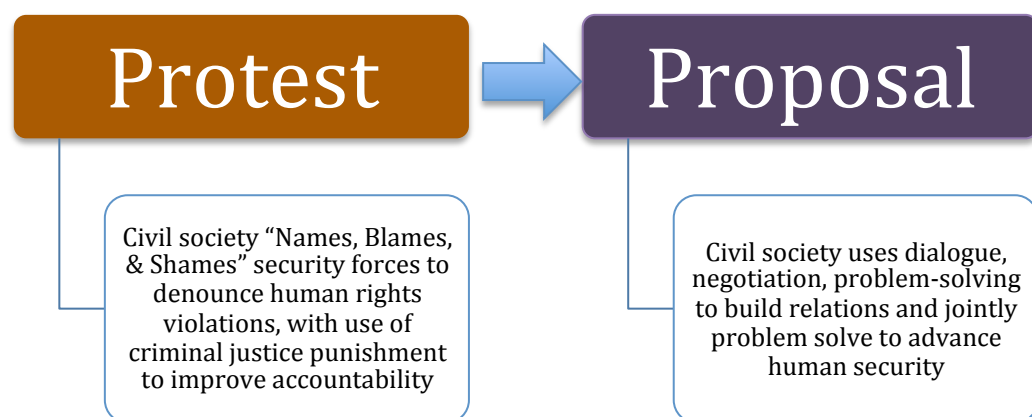 Protest
Proposal
Civil society “Names, Blames,
& Shames” security forces to
denounce human rights
violations, with use of
criminal justice punishment
to improve accountability
Civil society uses dialogue,
negotiation, problem-solving
to build relations and jointly
problem solve to advance
human security